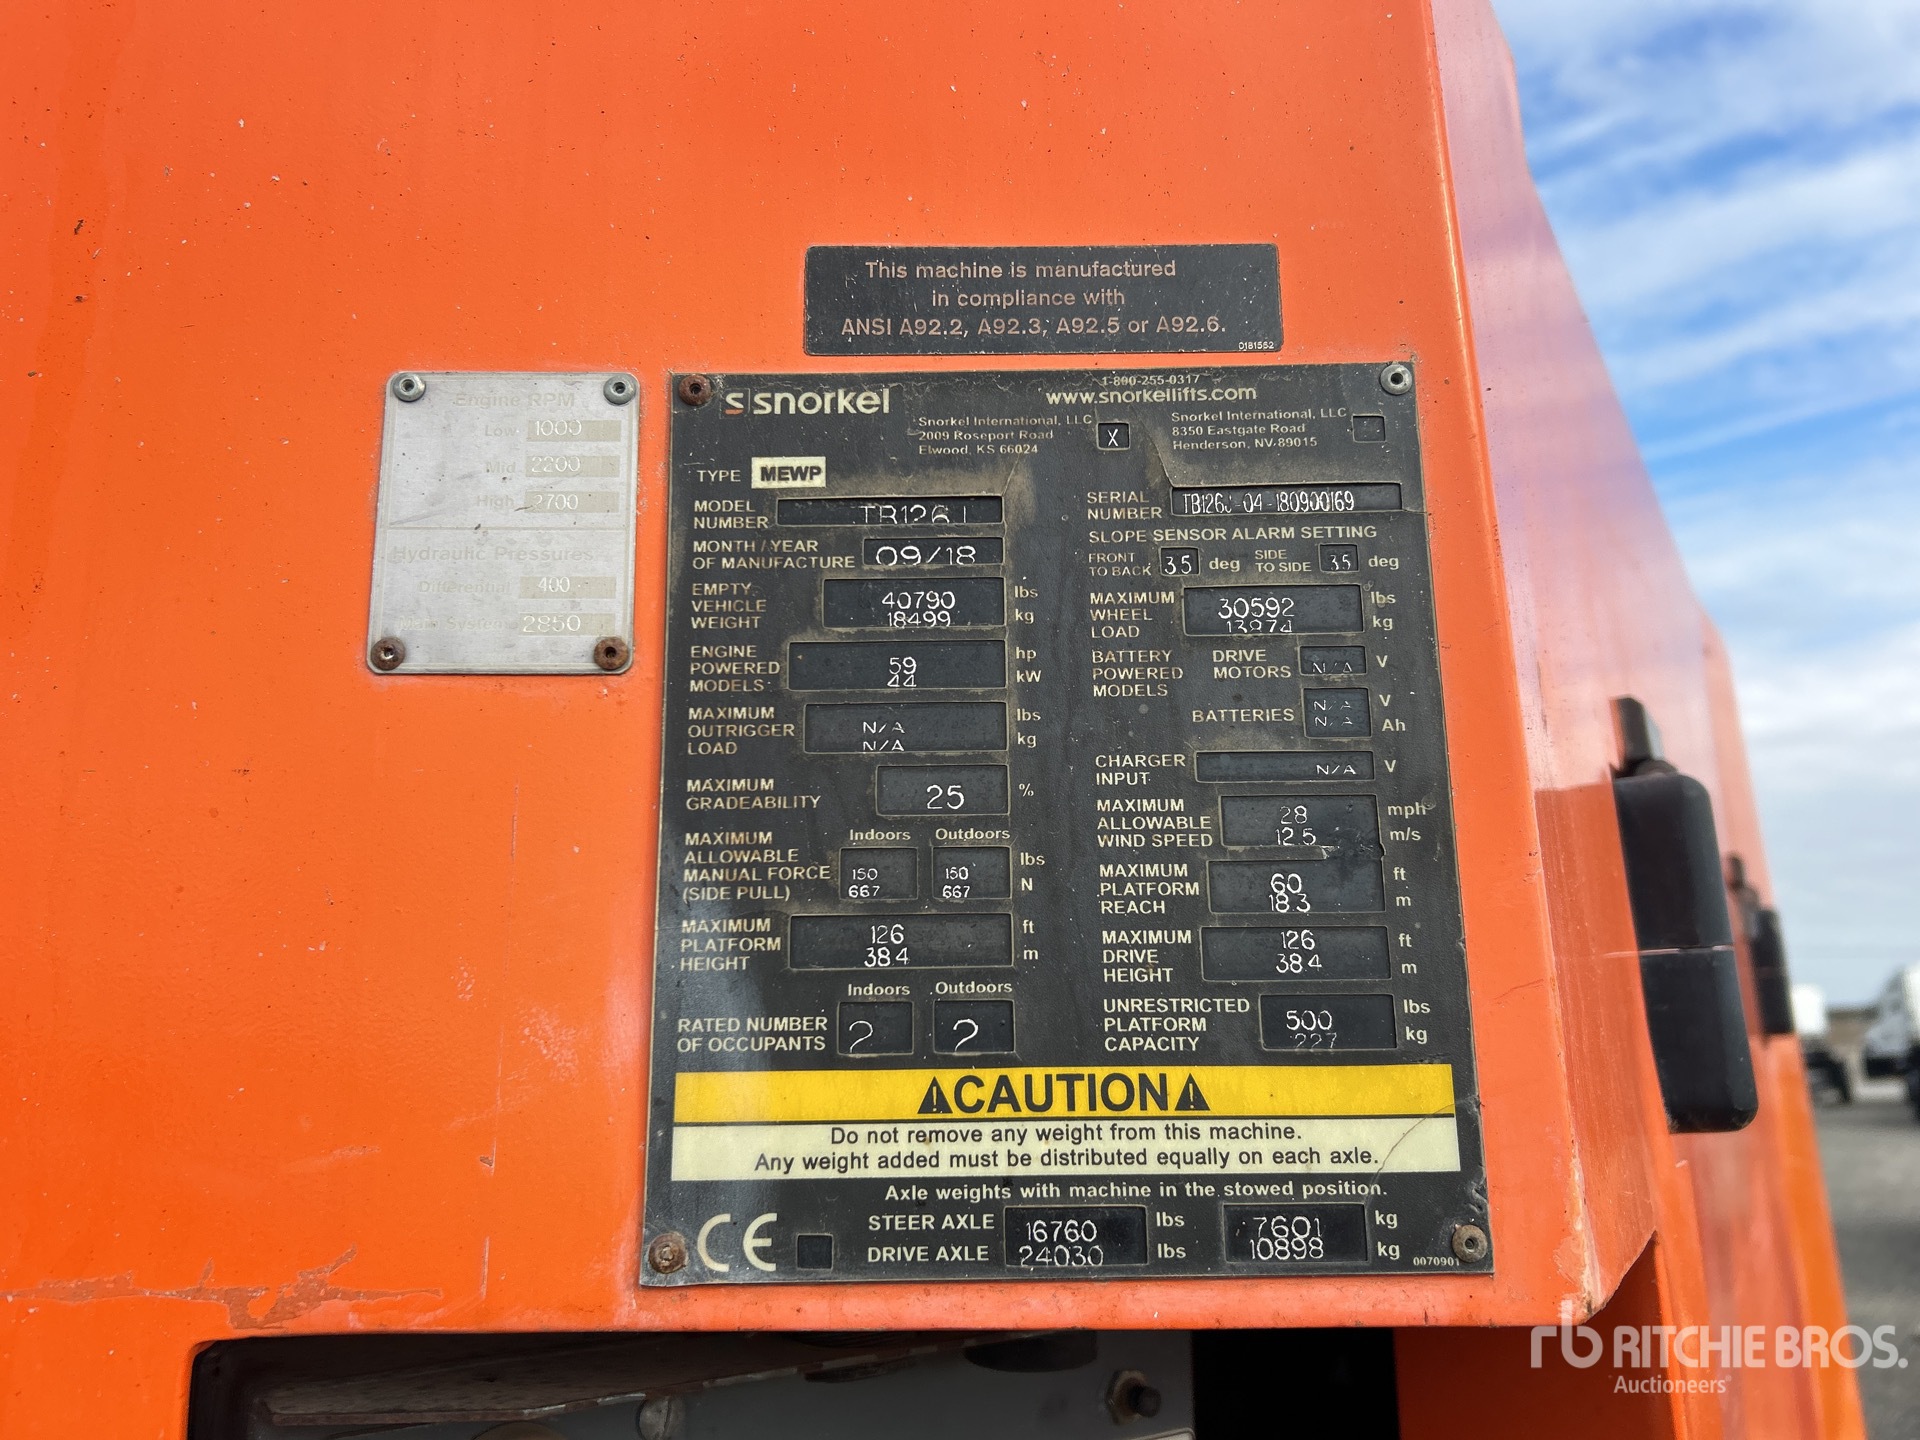 This machine is manufactured
in compliance with
ANSI A92.2, A92.3, A92.5 or A92.6.
0181552
Engine RPM
Low 1000
Mid 2200
High 2700
Hydraulic Pressures
Differential 400
Main System 2850
snorkel
1-800-255-0317
www.snorkellifts.com
Snorkel International, LLC
2009 Roseport Road
Elwood, KS 66024
X
Snorkel International, LLC
8350 Eastgate Road
Henderson, NV 89015
TYPE MEWP
MODEL
NUMBER TB126J
SERIAL
NUMBER TB126J-04-180900169
MONTH / YEAR
OF MANUFACTURE 09/18
SLOPE SENSOR ALARM SETTING
FRONT
TO BACK 3.5 deg
SIDE
TO SIDE 3.5 deg
EMPTY
VEHICLE
WEIGHT
40790 lbs
18499 kg
MAXIMUM
WHEEL
LOAD
30592 lbs
13874 kg
ENGINE
POWERED
MODELS
59 hp
44 kW
BATTERY
POWERED
MODELS
DRIVE
MOTORS N/A V
BATTERIES
N/A V
N/A Ah
MAXIMUM
OUTRIGGER
LOAD
N/A lbs
N/A kg
CHARGER
INPUT N/A V
MAXIMUM
GRADEABILITY 25 %
MAXIMUM
ALLOWABLE
WIND SPEED
28 mph
12.5 m/s
MAXIMUM
ALLOWABLE
MANUAL FORCE
(SIDE PULL)
Indoors Outdoors
150 150 lbs
667 667 N
MAXIMUM
PLATFORM
REACH
60 ft
18.3 m
MAXIMUM
PLATFORM
HEIGHT
126 ft
38.4 m
MAXIMUM
DRIVE
HEIGHT
126 ft
38.4 m
Indoors Outdoors
RATED NUMBER
OF OCCUPANTS 2 2
UNRESTRICTED
PLATFORM
CAPACITY
500 lbs
227 kg
CAUTION
Do not remove any weight from this machine.
Any weight added must be distributed equally on each axle.
Axle weights with machine in the stowed position.
CE
STEER AXLE 16760 lbs 7601 kg
DRIVE AXLE 24030 lbs 10898 kg
0070901
rb RITCHIE BROS.
Auctioneers